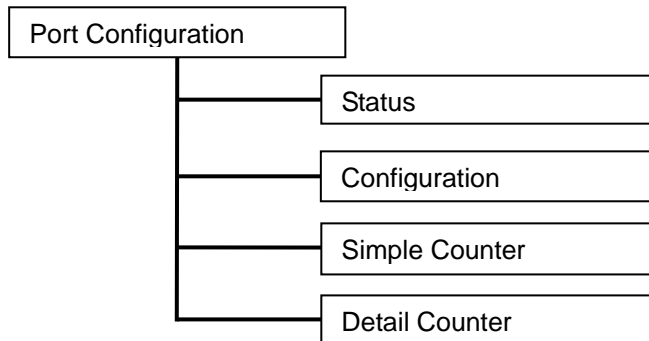 Port Configuration
Status
Configuration
Simple Counter
Detail Counter